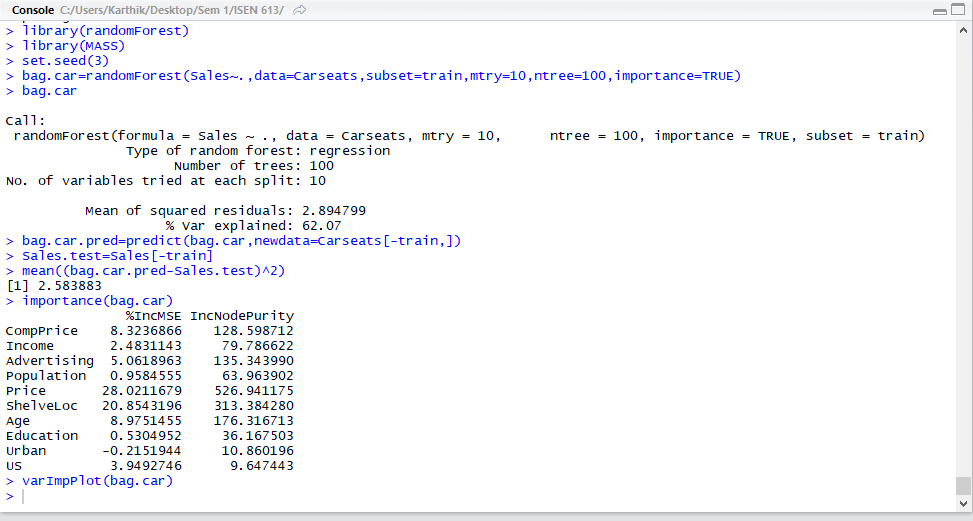 Console C:/Users/Karthik/Desktop/Sem 1/ISEN 613/
> library(randomForest)
> library(MASS)
> set.seed(3)
> bag.car=randomForest(Sales~.,data=Carseats,subset=train,mtry=10,ntree=100,importance=TRUE)
> bag.car
Call:
 randomForest(formula = Sales ~ ., data = Carseats, mtry = 10,      ntree = 100, importance = TRUE, subset = train)
               Type of random forest: regression
                     Number of trees: 100
No. of variables tried at each split: 10
          Mean of squared residuals: 2.894799
                    % Var explained: 62.07
> bag.car.pred=predict(bag.car,newdata=Carseats[-train,])
> Sales.test=Sales[-train]
> mean((bag.car.pred-Sales.test)^2)
[1] 2.583883
> importance(bag.car)
               %IncMSE IncNodePurity
CompPrice    8.3236866    128.598712
Income       2.4831143     79.786622
Advertising  5.0618963    135.343990
Population   0.9584555     63.963902
Price       28.0211679    526.941175
ShelveLoc   20.8543196    313.384280
Age          8.9751455    176.316713
Education    0.5304952     36.167503
Urban       -0.2151944     10.860196
US           3.9492746      9.647443
> varImpPlot(bag.car)
>